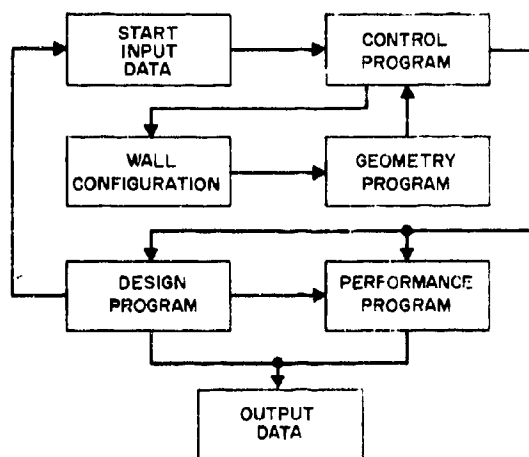 START
INPUT
DATA
CONTROL
PROGRAM
WALL
CONFIGURATION
GEOMETRY
PROGRAM
DESIGN
PROGRAM
PERFORMANCE
PROGRAM
OUTPUT
DATA